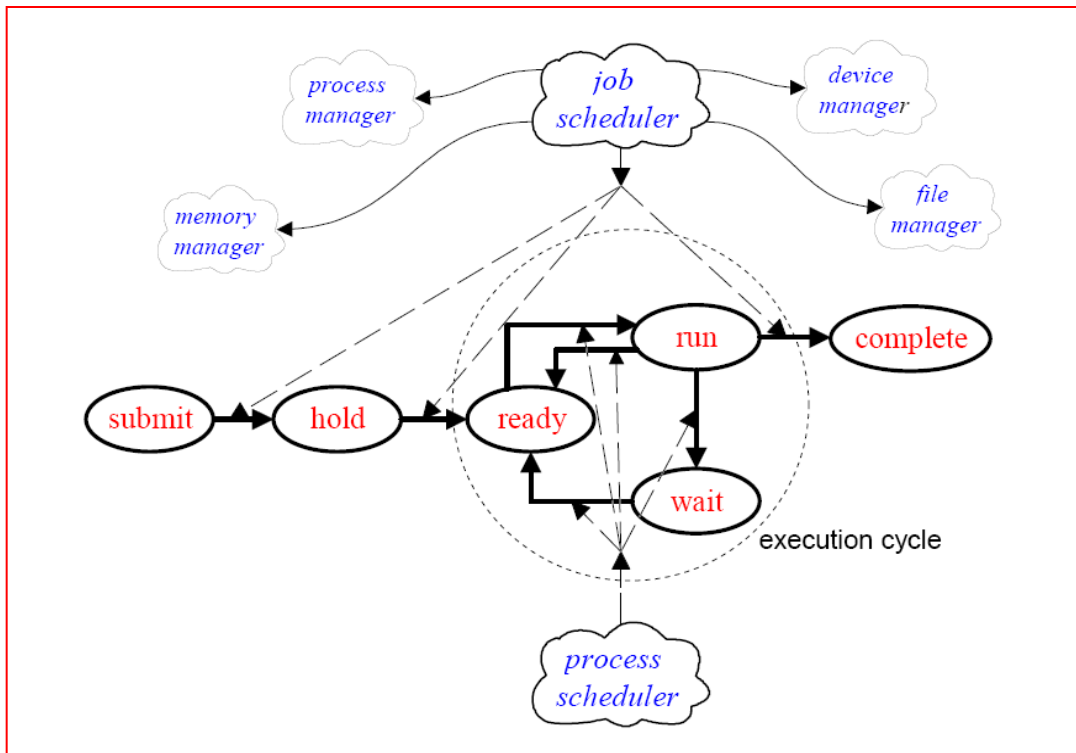 process
manager
job
scheduler
device
manager
memory
manager
file
manager
run
complete
submit
hold
ready
wait
execution cycle
process
scheduler